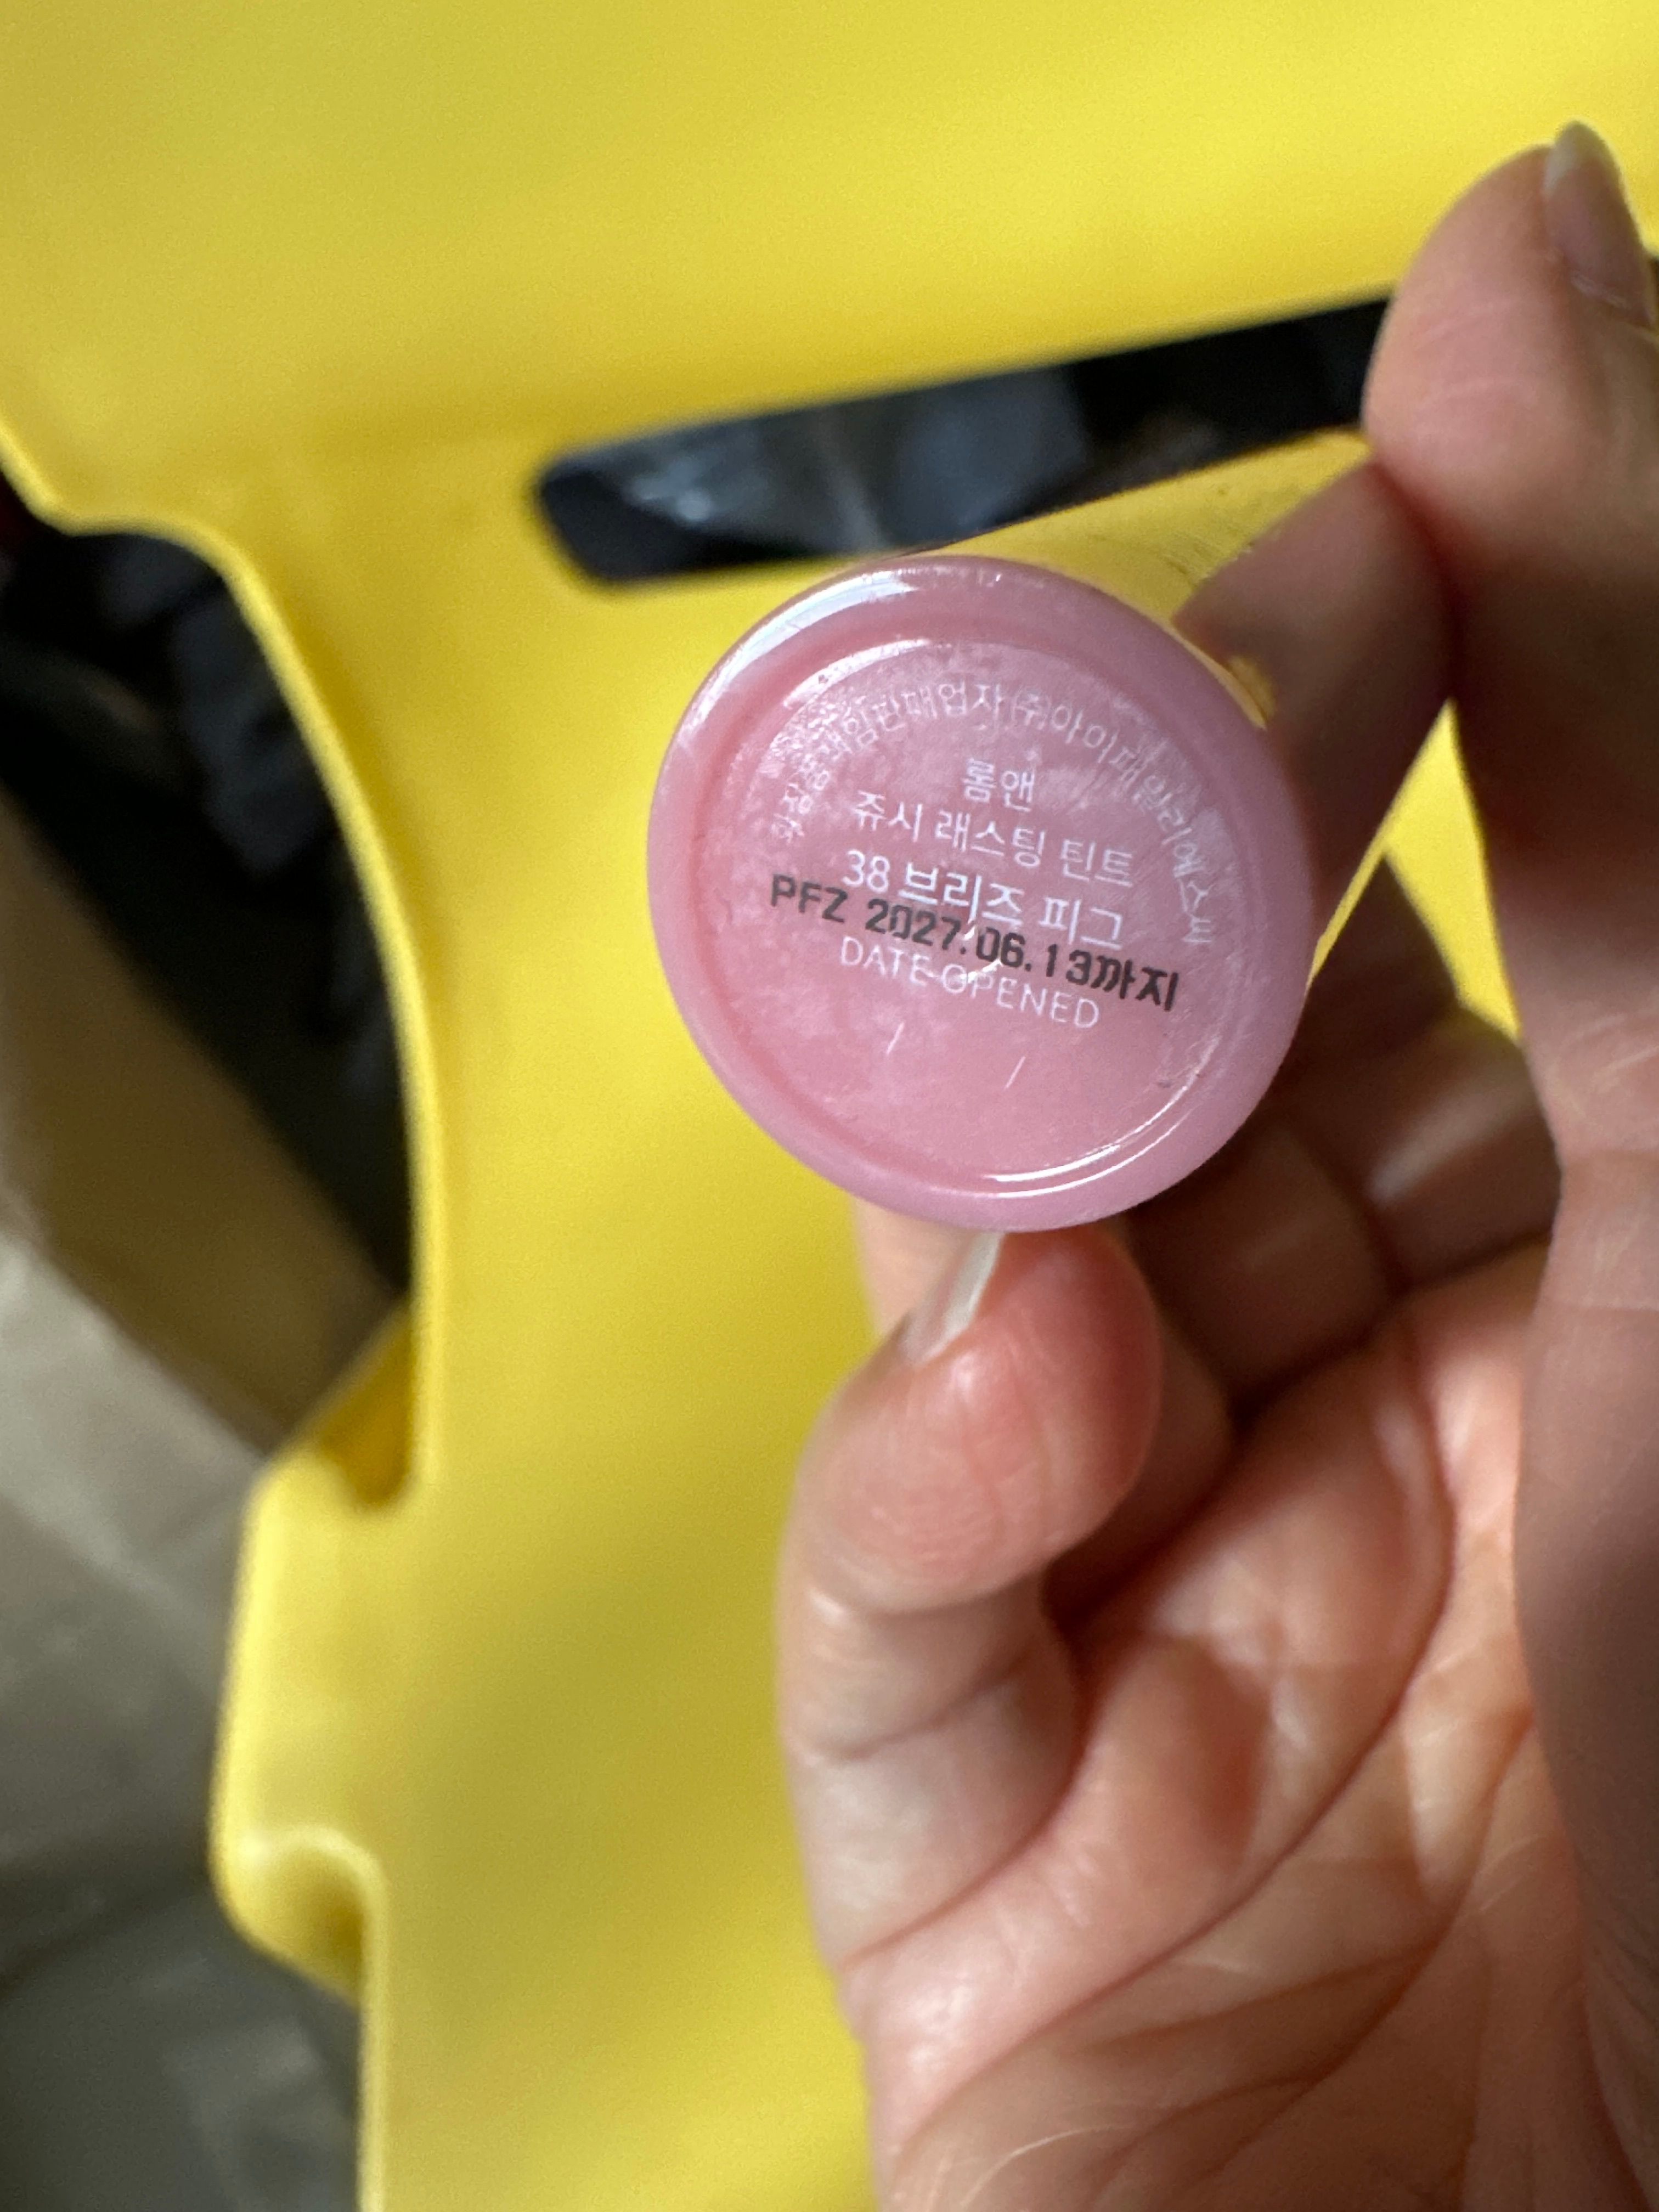 화장품책임판매업자 (주)아이패밀리에스씨
롬앤
쥬시 래스팅 틴트
38 브리즈 피그
PFZ 2027.06.13까지
DATE OPENED
/ /